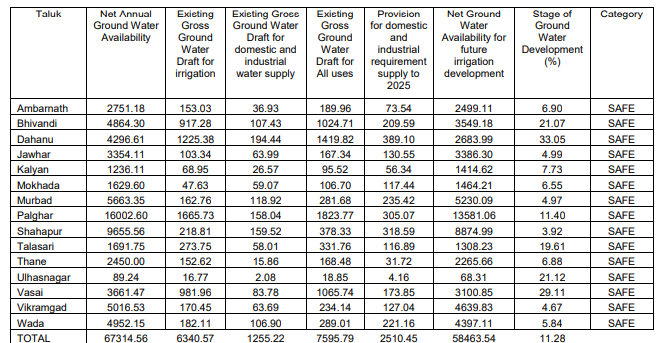 Taluk Net Annual Ground Water Availability Existing Gross Ground Water Draft for irrigation Existing Gross Ground Water Draft for domestic and industrial water supply Existing Gross Ground Water Draft for All uses Provision for domestic and industrial requirement supply to 2025 Net Ground Water Availability for future irrigation development Stage of Ground Water Development (%) Category
Ambarnath 2751.18 153.03 36.93 189.96 73.54 2499.11 6.90 SAFE
Bhivandi 4864.30 917.28 107.43 1024.71 209.59 3549.18 21.07 SAFE
Dahanu 4296.61 1225.38 194.44 1419.82 389.10 2683.99 33.05 SAFE
Jawhar 3354.11 103.34 63.99 167.34 130.55 3386.30 4.99 SAFE
Kalyan 1236.11 68.95 26.57 95.52 56.34 1414.62 7.73 SAFE
Mokhada 1629.60 47.63 59.07 106.70 117.44 1464.21 6.55 SAFE
Murbad 5663.35 162.76 118.92 281.68 235.42 5230.09 4.97 SAFE
Palghar 16002.60 1665.73 158.04 1823.77 305.07 13581.06 11.40 SAFE
Shahapur 9655.56 218.81 159.52 378.33 318.59 8874.99 3.92 SAFE
Talasari 1691.75 273.75 58.01 331.76 116.89 1308.23 19.61 SAFE
Thane 2450.00 152.62 15.86 168.48 31.72 2265.66 6.88 SAFE
Ulhasnagar 89.24 16.77 2.08 18.85 4.16 68.31 21.12 SAFE
Vasai 3661.47 981.96 83.78 1065.74 173.85 3100.85 29.11 SAFE
Vikramgad 5016.53 170.45 63.69 234.14 127.04 4639.83 4.67 SAFE
Wada 4952.15 182.11 106.90 289.01 221.16 4397.11 5.84 SAFE
TOTAL 67314.56 6340.57 1255.22 7595.79 2510.45 58463.54 11.28